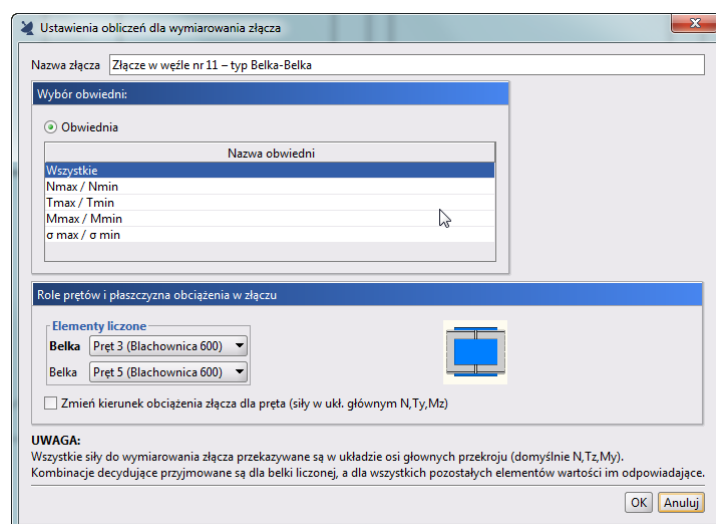 Ustawienia obliczeń dla wymiarowania złącza
Nazwa złącza Złącze w węźle nr 11 – typ Belka-Belka
Wybór obwiedni:
Obwiednia
Nazwa obwiedni
Wszystkie
Nmax / Nmin
Tmax / Tmin
Mmax / Mmin
σ max / σ min
Role prętów i płaszczyzna obciążenia w złączu
Elementy liczone
Belka Pręt 3 (Blachownica 600)
Belka Pręt 5 (Blachownica 600)
Zmień kierunek obciążenia złącza dla pręta (siły w ukł. głównym N,Ty,Mz)
UWAGA:
Wszystkie siły do wymiarowania złącza przekazywane są w układzie osi głownych przekroju (domyślnie N,Tz,My).
Kombinacje decydujące przyjmowane są dla belki liczonej, a dla wszystkich pozostałych elementów wartości im odpowiadające.
OK Anuluj